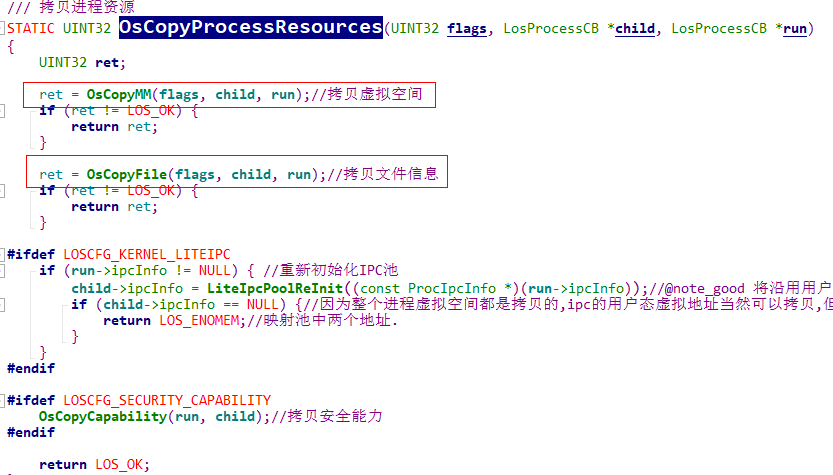 /// 拷贝进程资源
STATIC UINT32 OsCopyProcessResources(UINT32 flags, LosProcessCB *child, LosProcessCB *run)
{
    UINT32 ret;
    ret = OsCopyMM(flags, child, run);//拷贝虚拟空间
    if (ret != LOS_OK) {
        return ret;
    }
    ret = OsCopyFile(flags, child, run);//拷贝文件信息
    if (ret != LOS_OK) {
        return ret;
    }
#ifdef LOSCFG_KERNEL_LITEIPC
    if (run->ipcInfo != NULL) { //重新初始化IPC池
        child->ipcInfo = LiteIpcPoolReInit((const ProcIpcInfo *)(run->ipcInfo));//@note_good 将沿用用户
        if (child->ipcInfo == NULL) {//因为整个进程虚拟空间都是拷贝的,ipc的用户态虚拟地址当然可以拷贝,但
            return LOS_ENOMEM;//映射池中两个地址.
        }
    }
#endif
#ifdef LOSCFG_SECURITY_CAPABILITY
    OsCopyCapability(run, child);//拷贝安全能力
#endif
    return LOS_OK;